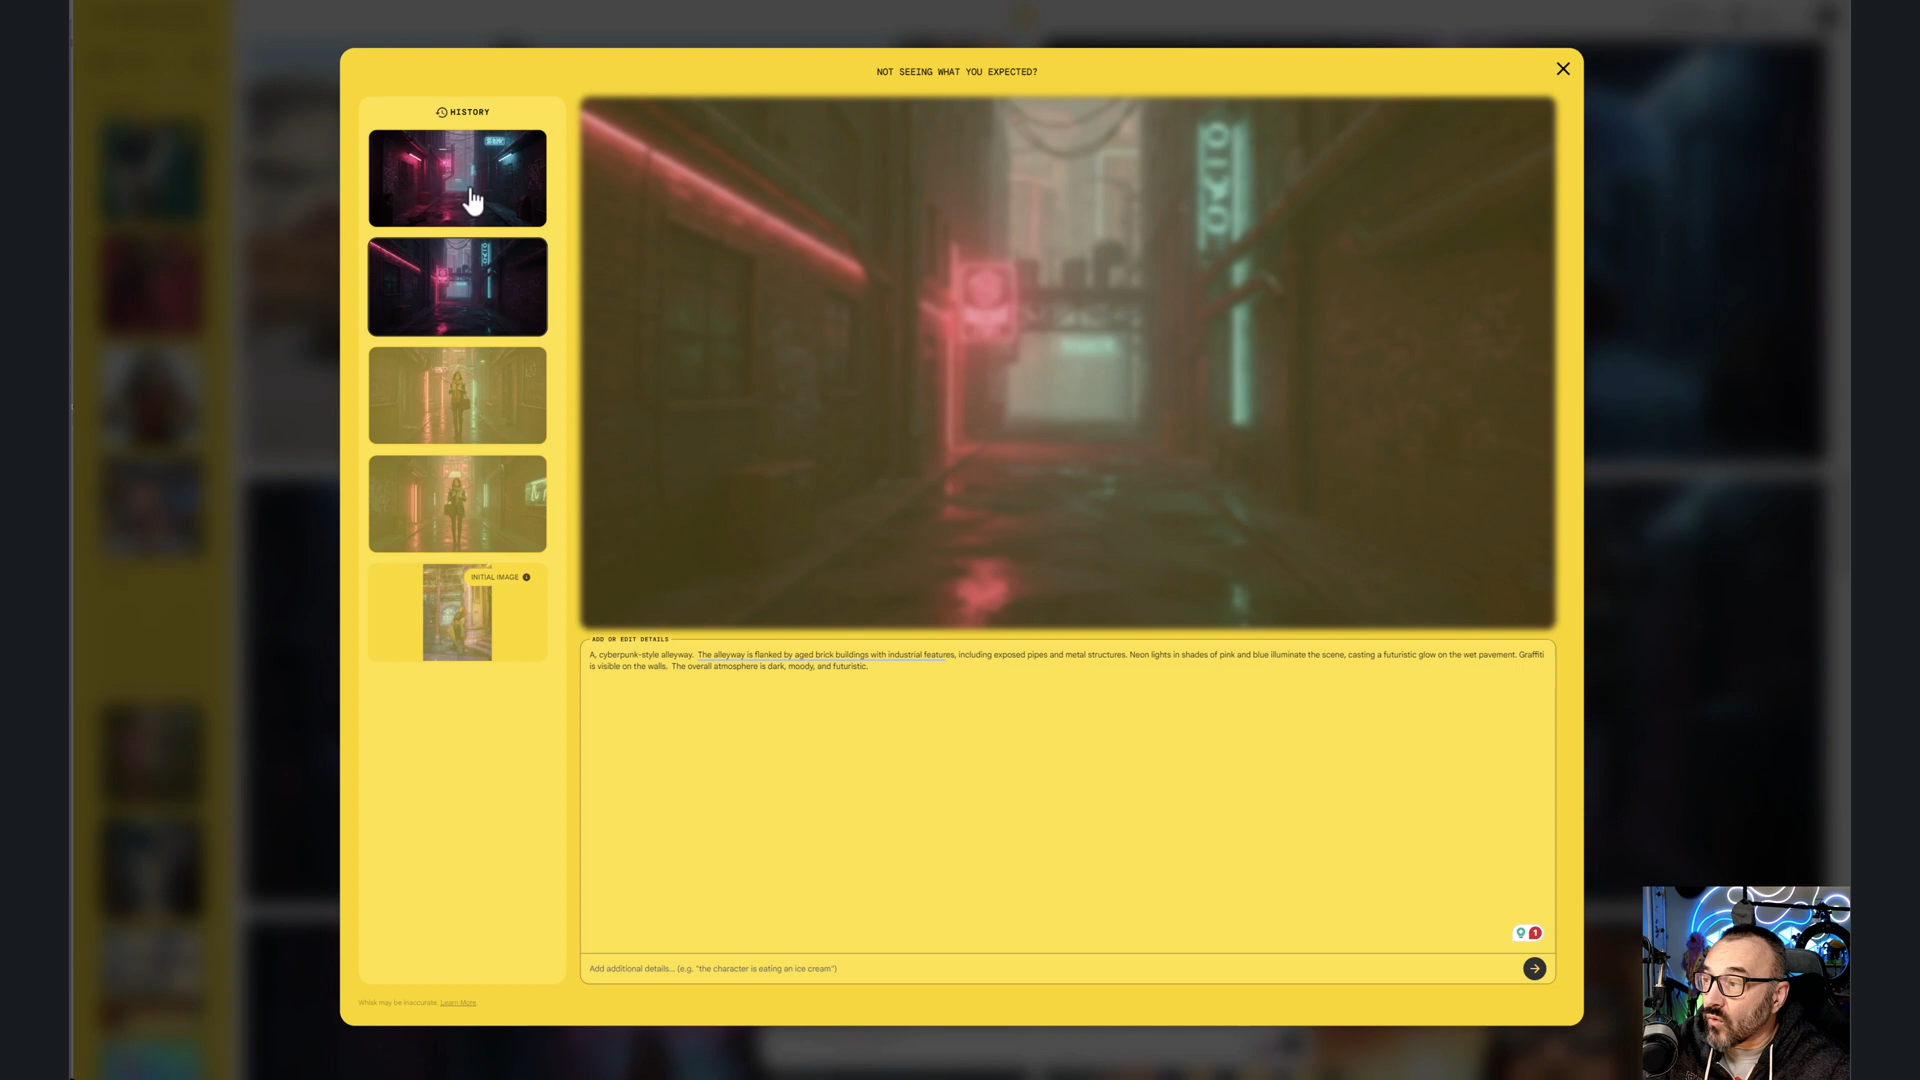 NOT SEEING WHAT YOU EXPECTED?
HISTORY
INITIAL IMAGE
ADD OR EDIT DETAILS
A, cyberpunk-style alleyway.  The alleyway is flanked by aged brick buildings with industrial features, including exposed pipes and metal structures. Neon lights in shades of pink and blue illuminate the scene, casting a futuristic glow on the wet pavement. Graffiti
is visible on the walls.  The overall atmosphere is dark, moody, and futuristic.
1
Add additional details... (e.g. "the character is eating an ice cream")
Whisk may be inaccurate. Learn More.